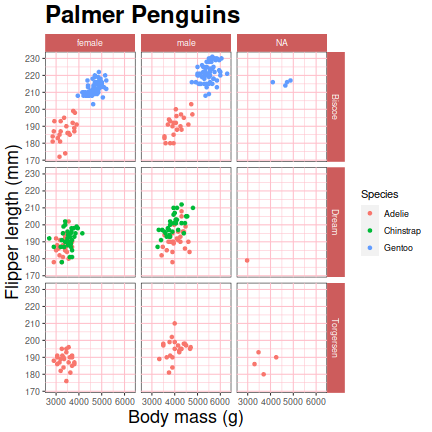 Palmer Penguins
female male NA
230
220
210
200
190
180
170
Biscoe
230
220
210
200
190
180
170
Dream
230
220
210
200
190
180
170
Torgersen
3000 4000 5000 6000 3000 4000 5000 6000 3000 4000 5000 6000
Body mass (g)
Flipper length (mm)
Species
Adelie
Chinstrap
Gentoo